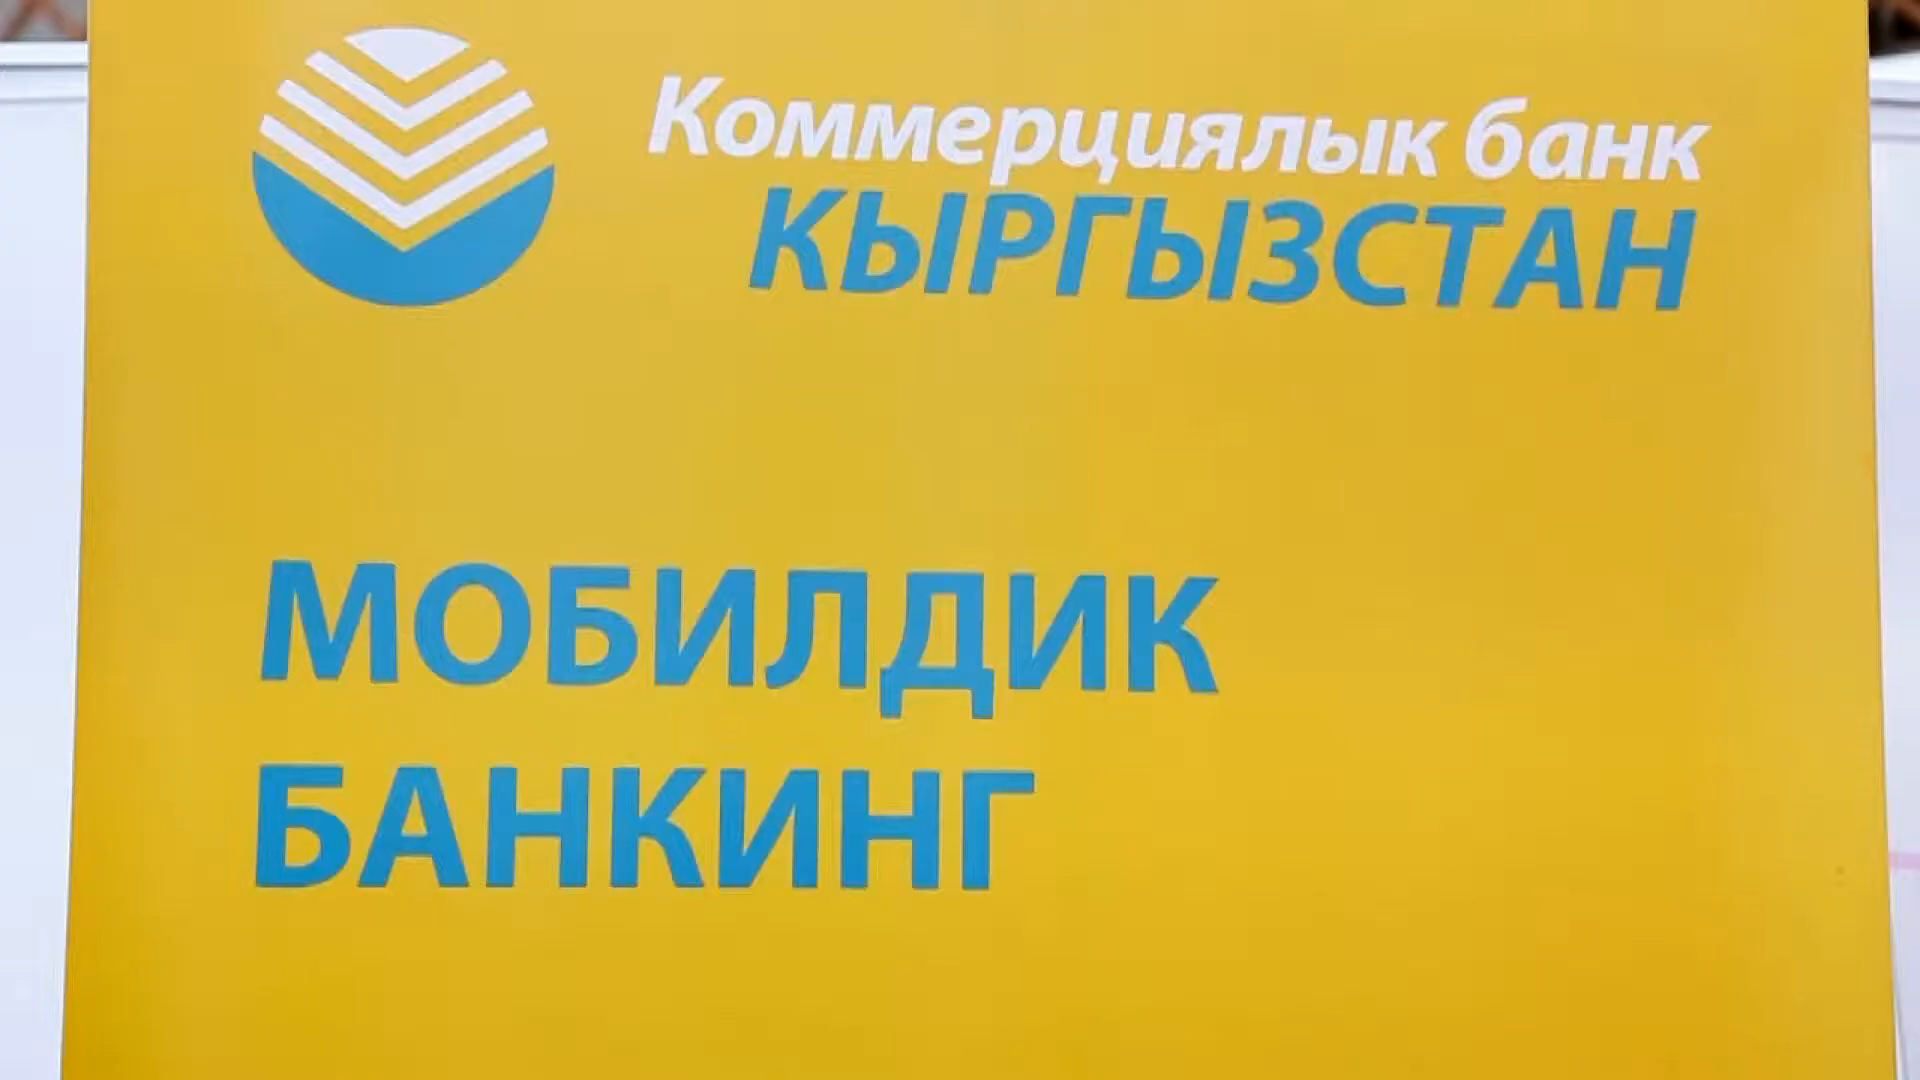 Коммерциялык банк
КЫРГЫЗСТАН
МОБИЛДИК
БАНКИНГ